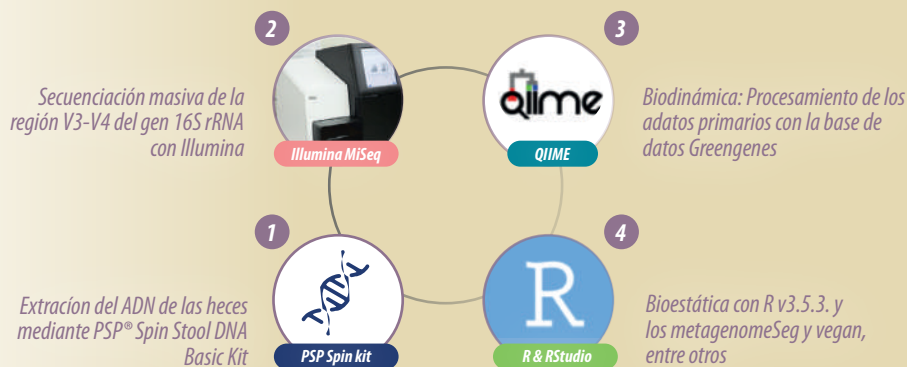 2
Secuenciación masiva de la
región V3-V4 del gen 16S rRNA
con Illumina
Illumina MiSeq
3
Qiime
QIIME
Biodinámica: Procesamiento de los
adatos primarios con la base de
datos Greengenes
1
Extracíon del ADN de las heces
mediante PSP® Spin Stool DNA
Basic Kit
PSP Spin kit
4
R
R & RStudio
Bioestática con R v3.5.3. y
los metagenomeSeg y vegan,
entre otros